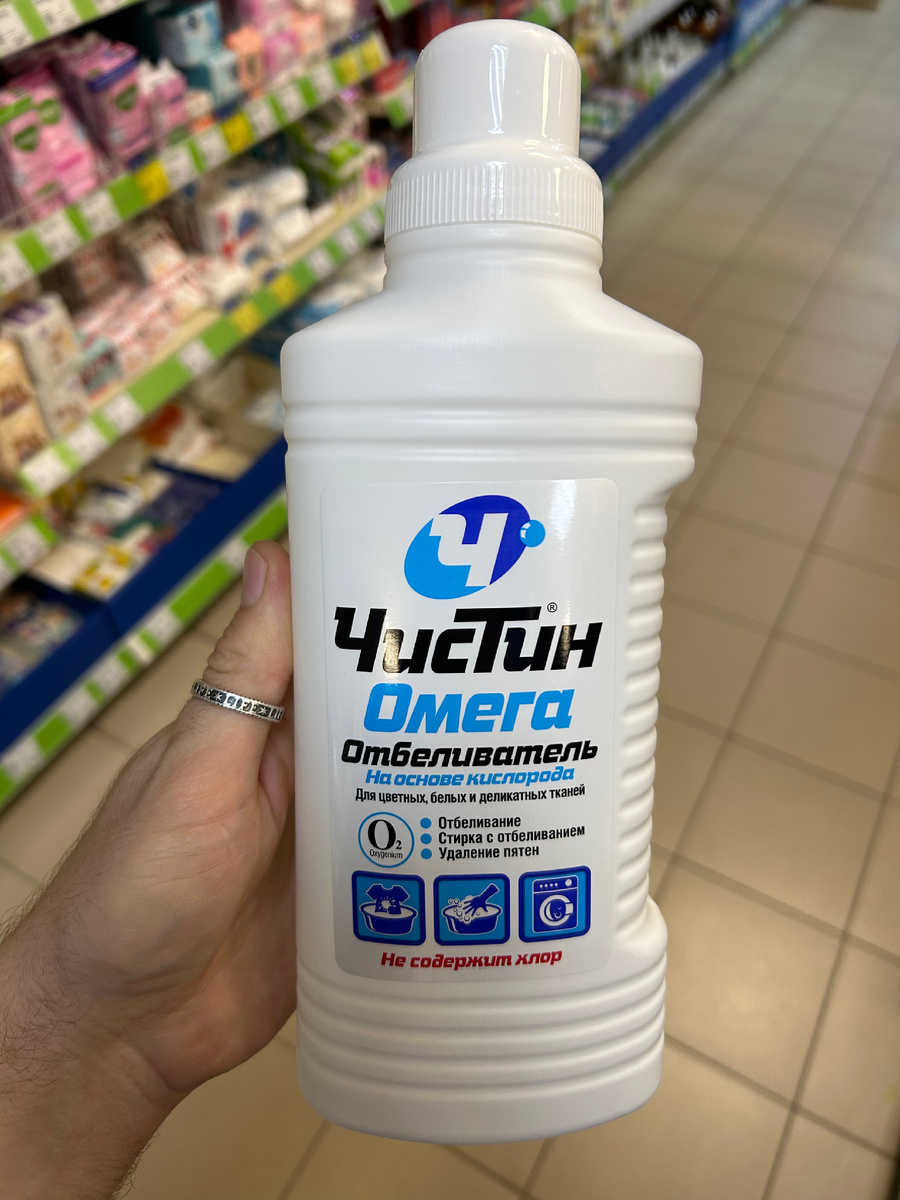 Ч
ЧисТин®
Омега
Отбеливатель
На основе кислорода
Для цветных, белых и деликатных тканей
O2
Oxygenium
Отбеливание
Стирка с отбеливанием
Удаление пятен
Не содержит хлор